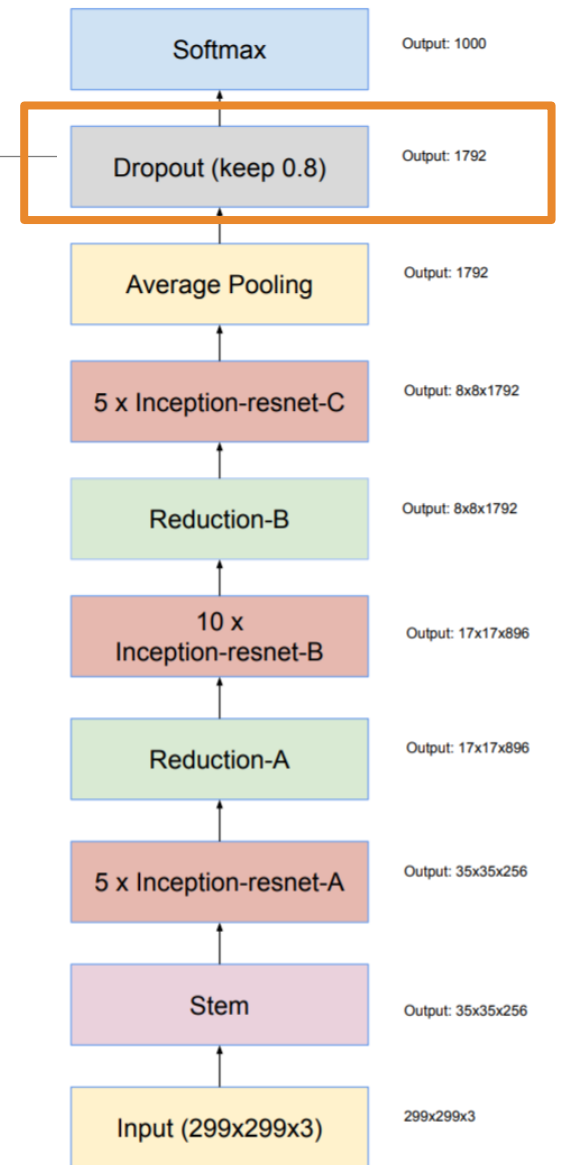 Softmax
Output: 1000
Dropout (keep 0.8)
Output: 1792
Average Pooling
Output: 1792
5 x Inception-resnet-C
Output: 8x8x1792
Reduction-B
Output: 8x8x1792
10 x
Inception-resnet-B
Output: 17x17x896
Reduction-A
Output: 17x17x896
5 x Inception-resnet-A
Output: 35x35x256
Stem
Output: 35x35x256
Input (299x299x3)
299x299x3